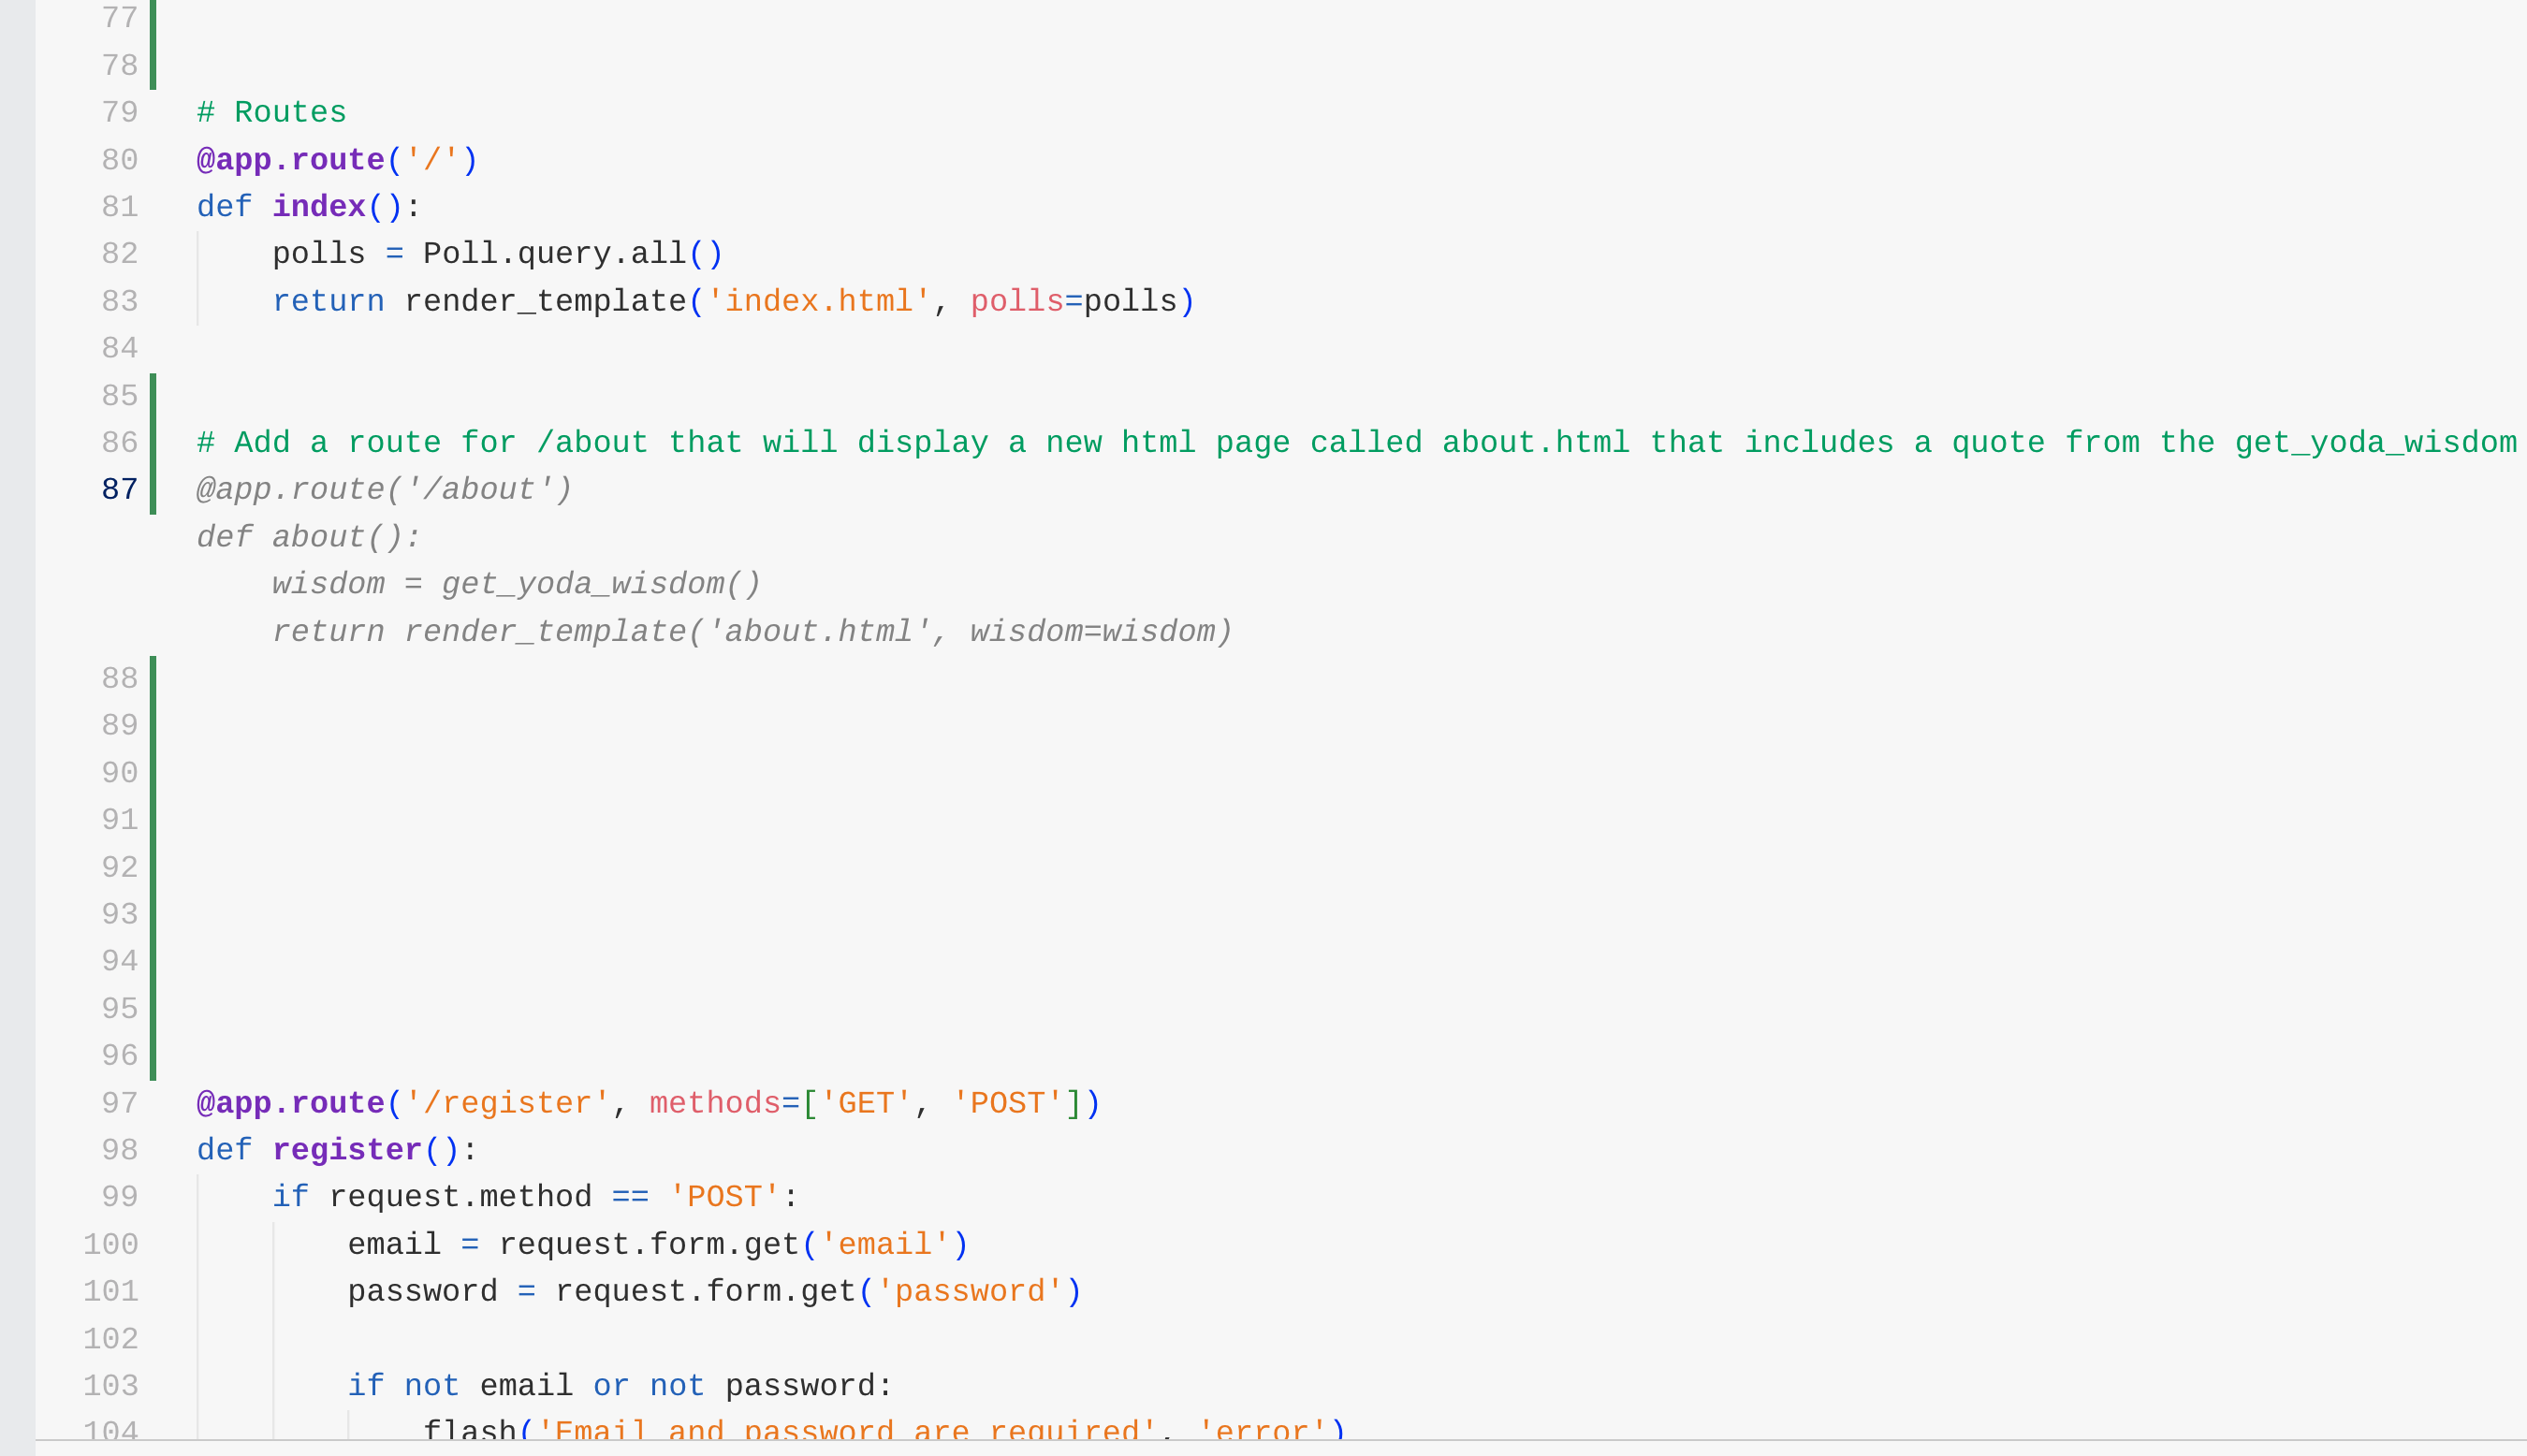 77
78
79 # Routes
80 @app.route('/')
81 def index():
82     polls = Poll.query.all()
83     return render_template('index.html', polls=polls)
84
85
86 # Add a route for /about that will display a new html page called about.html that includes a quote from the get_yoda_wisdom
87 @app.route('/about')
def about():
    wisdom = get_yoda_wisdom()
    return render_template('about.html', wisdom=wisdom)
88
89
90
91
92
93
94
95
96
97 @app.route('/register', methods=['GET', 'POST'])
98 def register():
99     if request.method == 'POST':
100         email = request.form.get('email')
101         password = request.form.get('password')
102
103         if not email or not password:
104             flash('Email and password are required', 'error')